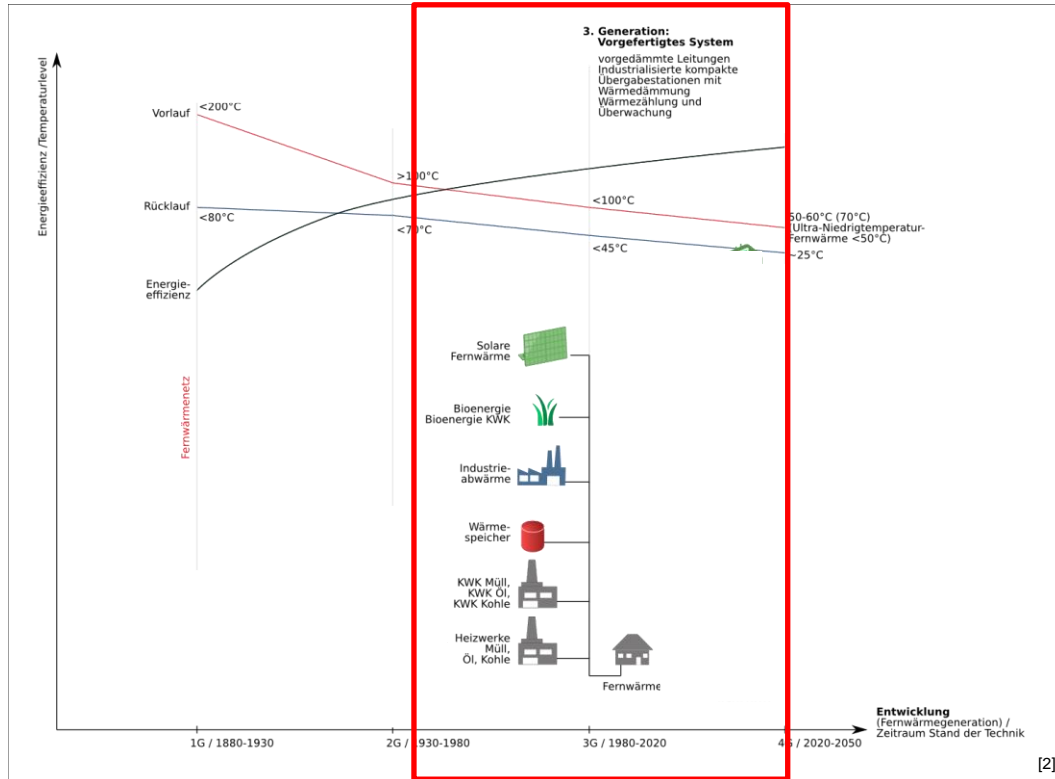 3. Generation:
Vorgefertigtes System
vorgedämmte Leitungen
Industrialisierte kompakte
Übergabestationen mit
Wärmedämmung
Wärmezählung und
Überwachung
Energieeffizienz /Temperaturlevel
Vorlauf
<200°C
>100°C
<100°C
50-60°C (70°C)
(Ultra-Niedrigtemperatur-
Fernwärme <50°C)
Rücklauf
<80°C
<70°C
<45°C
~25°C
Energie-
effizienz
Fernwärmenetz
Solare
Fernwärme
Bioenergie
Bioenergie KWK
Industrie-
abwärme
Wärme-
speicher
KWK Müll,
KWK Öl,
KWK Kohle
Heizwerke
Müll,
Öl, Kohle
Fernwärme
1G / 1880-1930
2G / 1930-1980
3G / 1980-2020
4G / 2020-2050
Entwicklung
(Fernwärmegeneration) /
Zeitraum Stand der Technik
[2]